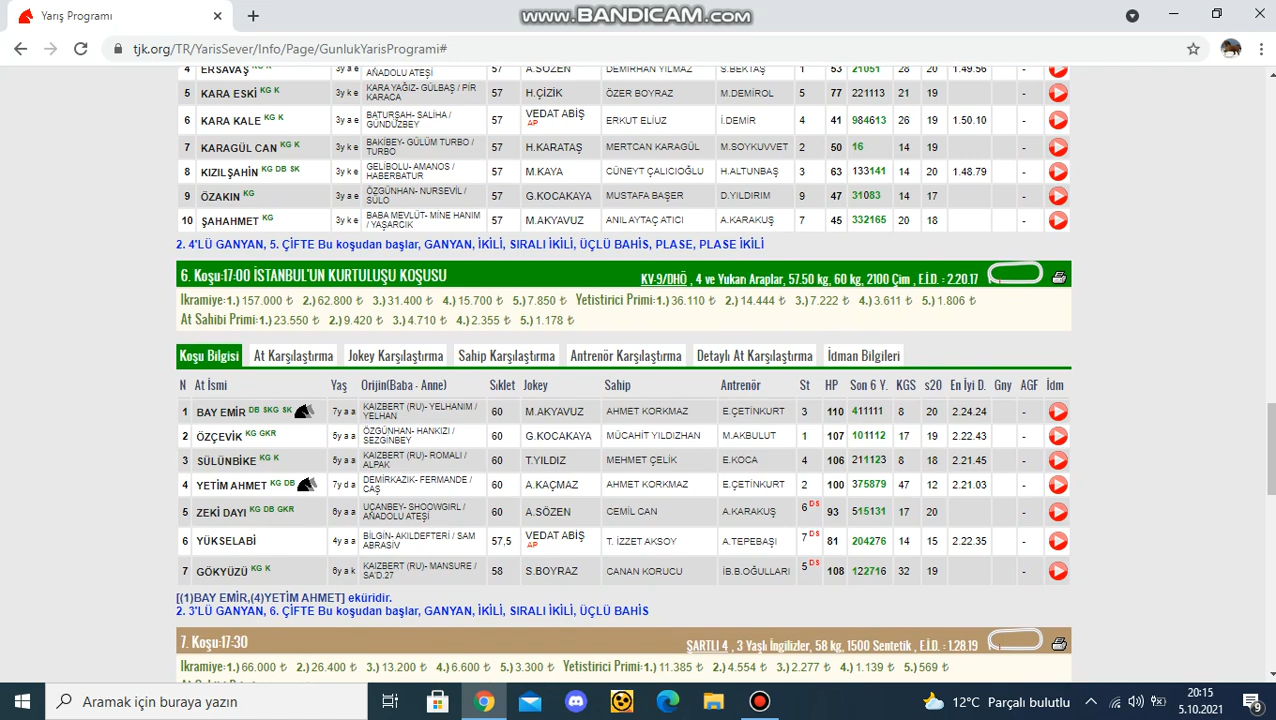 www.BANDICAM.com
Yarış Programı
tjk.org/TR/YarisSever/Info/Page/GunlukYarisProgrami#
4 ERSAVAŞ KG K 3y a e ANADOLU ATEŞİ 57 A.SÖZEN DEMİRHAN YILMAZ S.BEKTAŞ 1 53 21051 28 20 1.49.56 -
5 KARA ESKİ KG K 3y k e KARA YAĞIZ- GÜLBAŞ / PİR KARACA 57 H.ÇİZİK ÖZER BOYRAZ M.DEMİROL 5 77 221113 21 19 -
6 KARA KALE KG K 3y a e BATURŞAH- SALİHA / GÜNDÜZBEY 57 VEDAT ABİŞ AP ERKUT ELİUZ İ.DEMİR 4 41 984613 26 19 1.50.10 -
7 KARAGÜL CAN KG K 3y k e BAKİBEY- GÜLÜM TURBO / TURBO 57 H.KARATAŞ MERTCAN KARAGÜL M.SOYKUVVET 2 50 16 14 19 -
8 KIZILŞAHİN KG DB SK 3y k e GELİBOLU- AMANOS / HABERBATUR 57 M.KAYA CÜNEYT ÇALICIOĞLU H.ALTUNBAŞ 3 63 133141 14 20 1.48.79 -
9 ÖZAKIN KG 3y a e ÖZGÜNHAN- NURSEVİL / SÜLO 57 G.KOCAKAYA MUSTAFA BAŞER D.YILDIRIM 9 47 31083 14 17 -
10 ŞAHAHMET KG 3y k e BABA MEVLÜT- MİNE HANIM / YAŞARCIK 57 M.AKYAVUZ ANIL AYTAÇ ATICI A.KARAKUŞ 7 45 332165 20 18 -
2. 4'LÜ GANYAN, 5. ÇİFTE Bu koşudan başlar, GANYAN, İKİLİ, SIRALI İKİLİ, ÜÇLÜ BAHİS, PLASE, PLASE İKİLİ
6. Koşu:17:00 İSTANBUL'UN KURTULUŞU KOŞUSU KV-9/DHÖ , 4 ve Yukarı Araplar, 57.50 kg, 60 kg, 2100 Çim , E.İ.D. : 2.20.17
İkramiye:1.) 157.000 ₺ 2.) 62.800 ₺ 3.) 31.400 ₺ 4.) 15.700 ₺ 5.) 7.850 ₺ Yetistirici Primi:1.) 36.110 ₺ 2.) 14.444 ₺ 3.) 7.222 ₺ 4.) 3.611 ₺ 5.) 1.806 ₺
At Sahibi Primi:1.) 23.550 ₺ 2.) 9.420 ₺ 3.) 4.710 ₺ 4.) 2.355 ₺ 5.) 1.178 ₺
Koşu Bilgisi At Karşılaştırma Jokey Karşılaştırma Sahip Karşılaştırma Antrenör Karşılaştırma Detaylı At Karşılaştırma İdman Bilgileri
N At İsmi Yaş Orijin(Baba - Anne) Sıklet Jokey Sahip Antrenör St HP Son 6 Y. KGS s20 En İyi D. Gny AGF İdm
1 BAY EMİR DB SKG SK 7y a a KAIZBERT (RU)- YELHANIM / YELHAN 60 M.AKYAVUZ AHMET KORKMAZ E.ÇETİNKURT 3 110 411111 8 20 2.24.24 -
2 ÖZÇEVİK KG GKR 5y a a ÖZGÜNHAN- HANKIZI / SEZGİNBEY 60 G.KOCAKAYA MÜCAHİT YILDIZHAN M.AKBULUT 1 107 101112 17 19 2.22.43 -
3 SÜLÜNBİKE KG K 5y a a KAIZBERT (RU)- ROMALI / ALPAK 60 T.YILDIZ MEHMET ÇELİK E.KOCA 4 106 211123 8 18 2.21.45 -
4 YETİM AHMET KG DB 7y d a DEMİRKAZIK- FERMANDE / CAŞ 60 A.KAÇMAZ AHMET KORKMAZ E.ÇETİNKURT 2 100 375879 47 12 2.21.03 -
5 ZEKİ DAYI KG DB GKR 8y a a UÇANBEY- SHOOWGIRL / ANADOLU ATEŞİ 60 A.SÖZEN CEMİL CAN A.KARAKUŞ 6 DS 93 515131 17 20 -
6 YÜKSELABİ 4y a a BİLGİN- AKILDEFTERİ / SAM ABRASIV 57,5 VEDAT ABİŞ AP T. İZZET AKSOY A.TEPEBAŞI 7 DS 81 204276 14 15 2.22.35 -
7 GÖKYÜZÜ KG K 6y a k KAIZBERT (RU)- MANSURE / SA'D.27 58 S.BOYRAZ CANAN KORUCU İB.B.OĞULLARI 5 DS 108 122716 32 19 -
[(1)BAY EMİR,(4)YETİM AHMET] eküridir.
2. 3'LÜ GANYAN, 6. ÇİFTE Bu koşudan başlar, GANYAN, İKİLİ, SIRALI İKİLİ, ÜÇLÜ BAHİS
7. Koşu:17:30 ŞARTLI 4 , 3 Yaşlı İngilizler, 58 kg, 1500 Sentetik , E.İ.D. : 1.28.19
İkramiye:1.) 66.000 ₺ 2.) 26.400 ₺ 3.) 13.200 ₺ 4.) 6.600 ₺ 5.) 3.300 ₺ Yetistirici Primi:1.) 11.385 ₺ 2.) 4.554 ₺ 3.) 2.277 ₺ 4.) 1.139 ₺ 5.) 569 ₺
Aramak için buraya yazın
12°C Parçalı bulutlu
20:15
5.10.2021
9